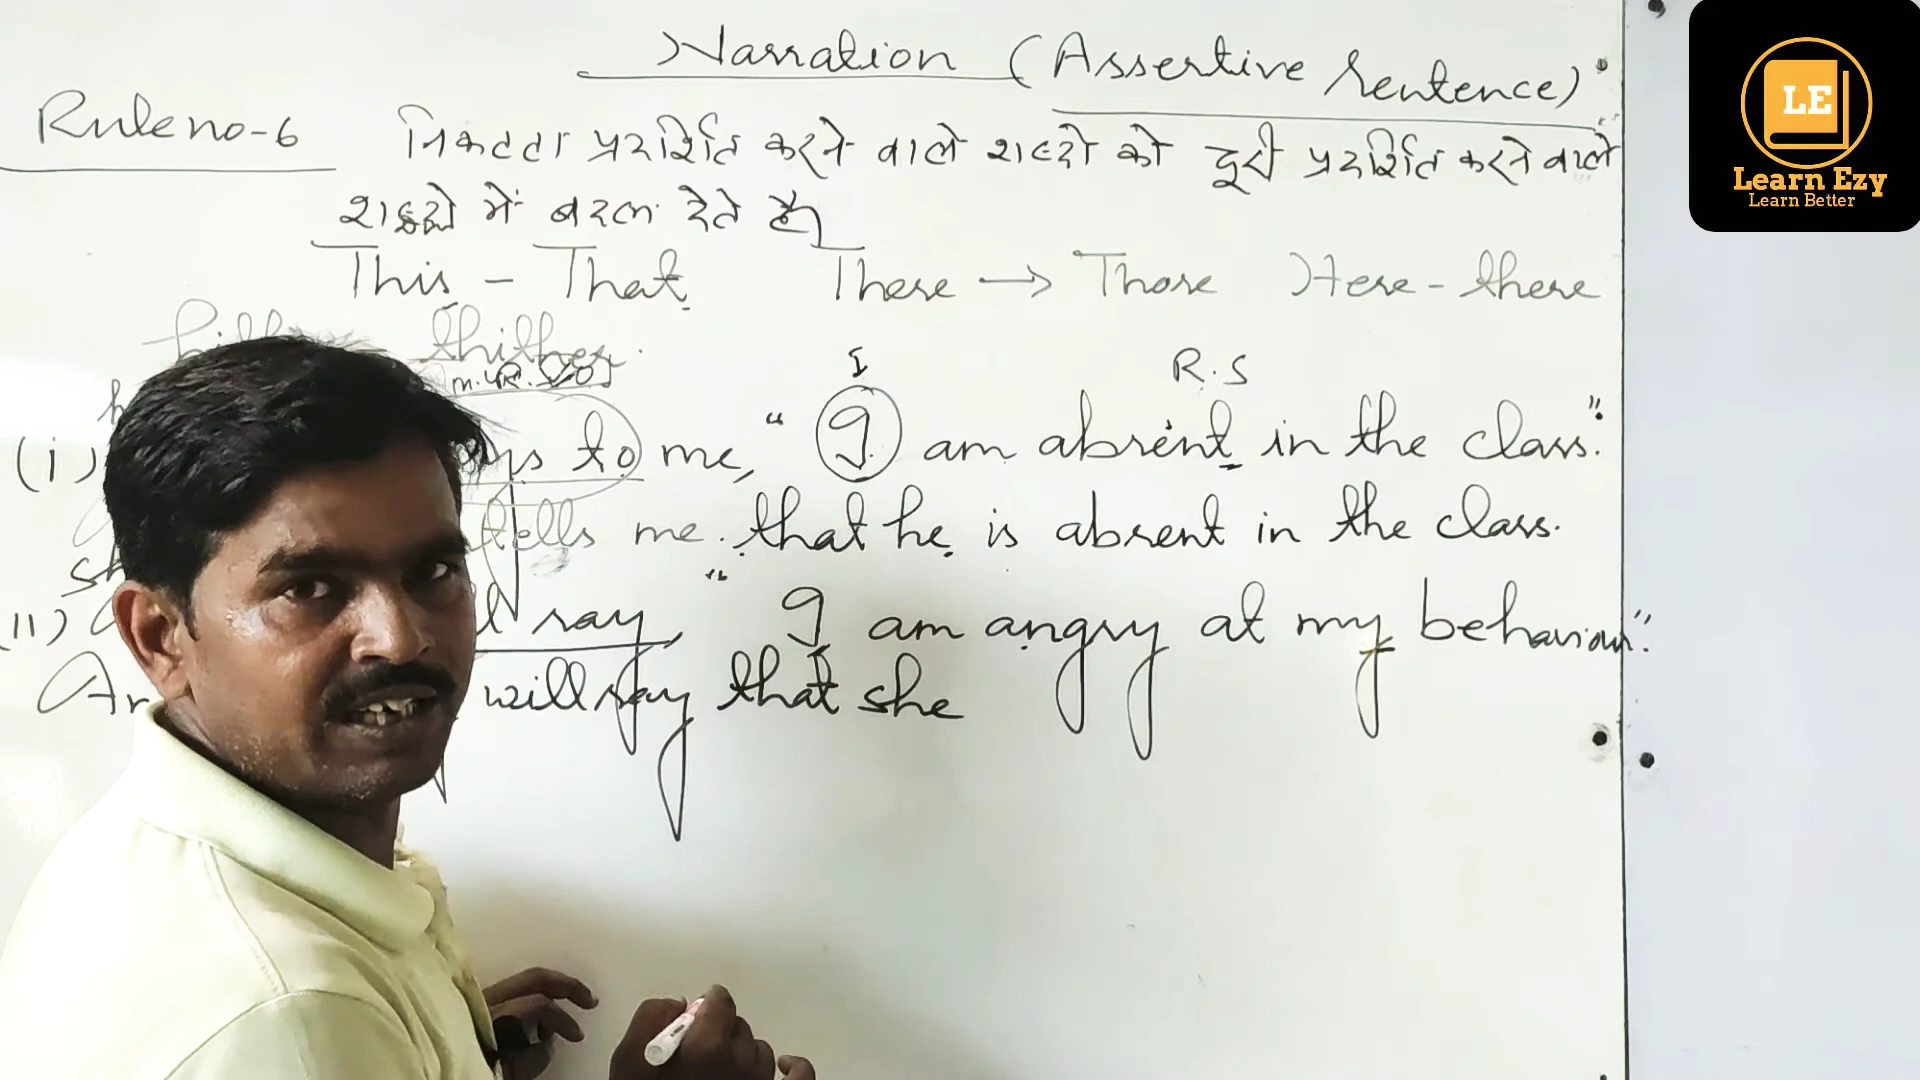 Narration (Assertive Sentence)
Rule no-6 निकटता प्रदर्शित करने वाले शब्दो को दूरी प्रदर्शित करने वाले
शब्दो में बदल देते हैं।
This - That These → Those Here - there
thither
I R.S
(i) to me, "I am absent in the class."
tells me that he is absent in the class.
(ii) say, "I am angry at my behaviour."
will say that she
LE
Learn Ezy
Learn Better